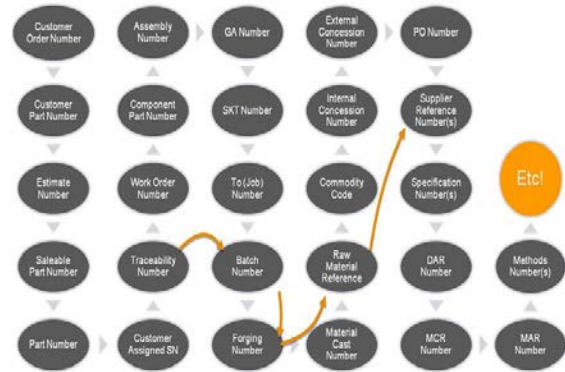 Customer
Order Number
Customer
Part Number
Estimate
Number
Saleable
Part Number
Part Number
Customer
Assigned SN
Traceability
Number
Work Order
Number
Component
Part Number
Assembly
Number
GA Number
SKT Number
To (Job)
Number
Batch
Number
Forging
Number
Material
Cast
Number
Raw
Material
Reference
Commodity
Code
Internal
Concession
Number
External
Concession
Number
PO Number
Supplier
Reference
Number(s)
Specification
Number(s)
DAR
Number
MCR
Number
MAR
Number
Methods
Number(s)
Etc!